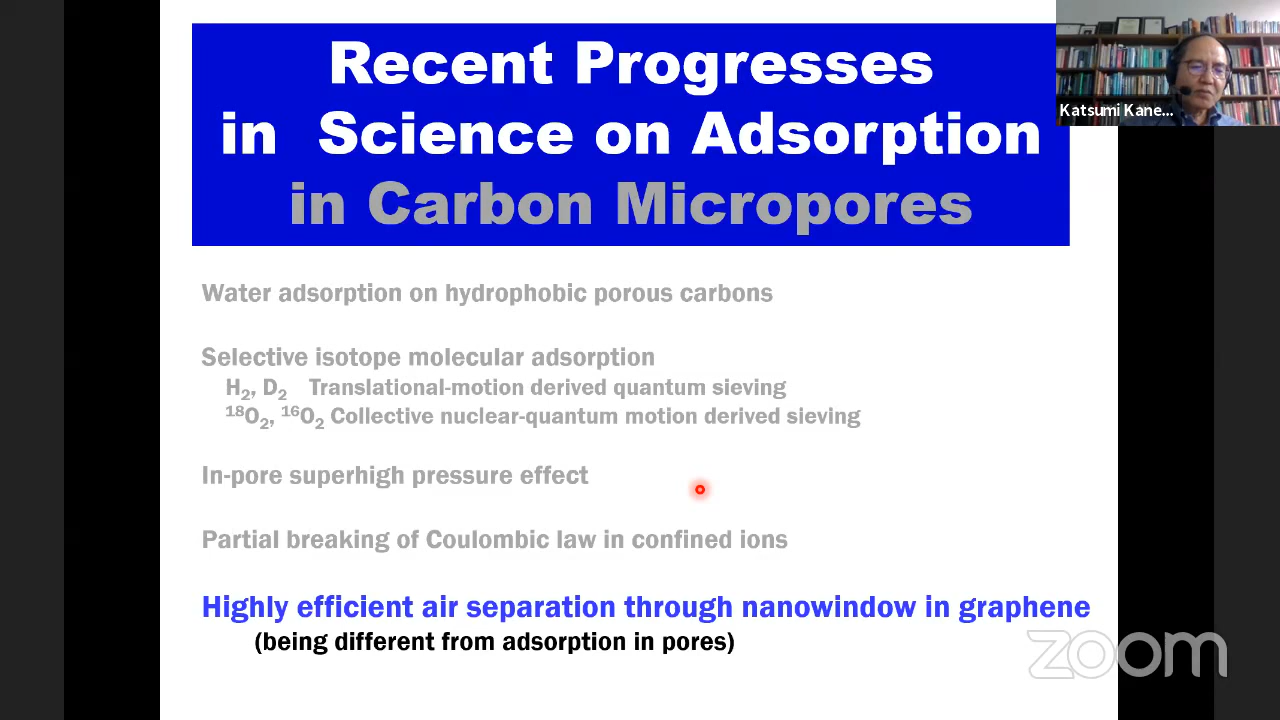 Recent Progresses
in Science on Adsorption
in Carbon Micropores
Katsumi Kane...
Water adsorption on hydrophobic porous carbons
Selective isotope molecular adsorption
H₂, D₂ Translational-motion derived quantum sieving
¹⁸O₂, ¹⁶O₂ Collective nuclear-quantum motion derived sieving
In-pore superhigh pressure effect
Partial breaking of Coulombic law in confined ions
Highly efficient air separation through nanowindow in graphene
(being different from adsorption in pores)
zoom